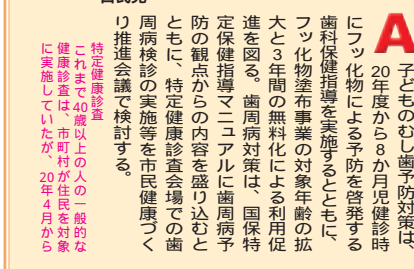 A
子どものむし歯予防対策は、
20年度から8か月児健診時
にフッ化物による予防を啓発する
歯科保健指導を実施するとともに、
フッ化物塗布事業の対象年齢の拡
大と3年間の無料化による利用促
進を図る。歯周病対策は、国保特
定保健指導マニュアルに歯周病予
防の観点からの内容を盛り込むと
ともに、特定健康診査会場での歯
周病検診の実施等を市民健康づく
り推進会議で検討する。
特定健康診査
これまで40歳以上の人の一般的な
健康診査は、市町村が住民を対象
に実施していたが、20年4月から